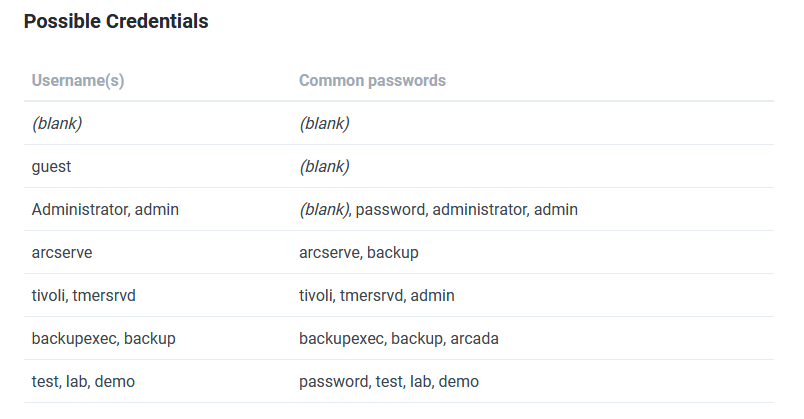 Possible Credentials
Username(s) Common passwords
(blank) (blank)
guest (blank)
Administrator, admin (blank), password, administrator, admin
arcserve arcserve, backup
tivoli, tmersrvd tivoli, tmersrvd, admin
backupexec, backup backupexec, backup, arcada
test, lab, demo password, test, lab, demo